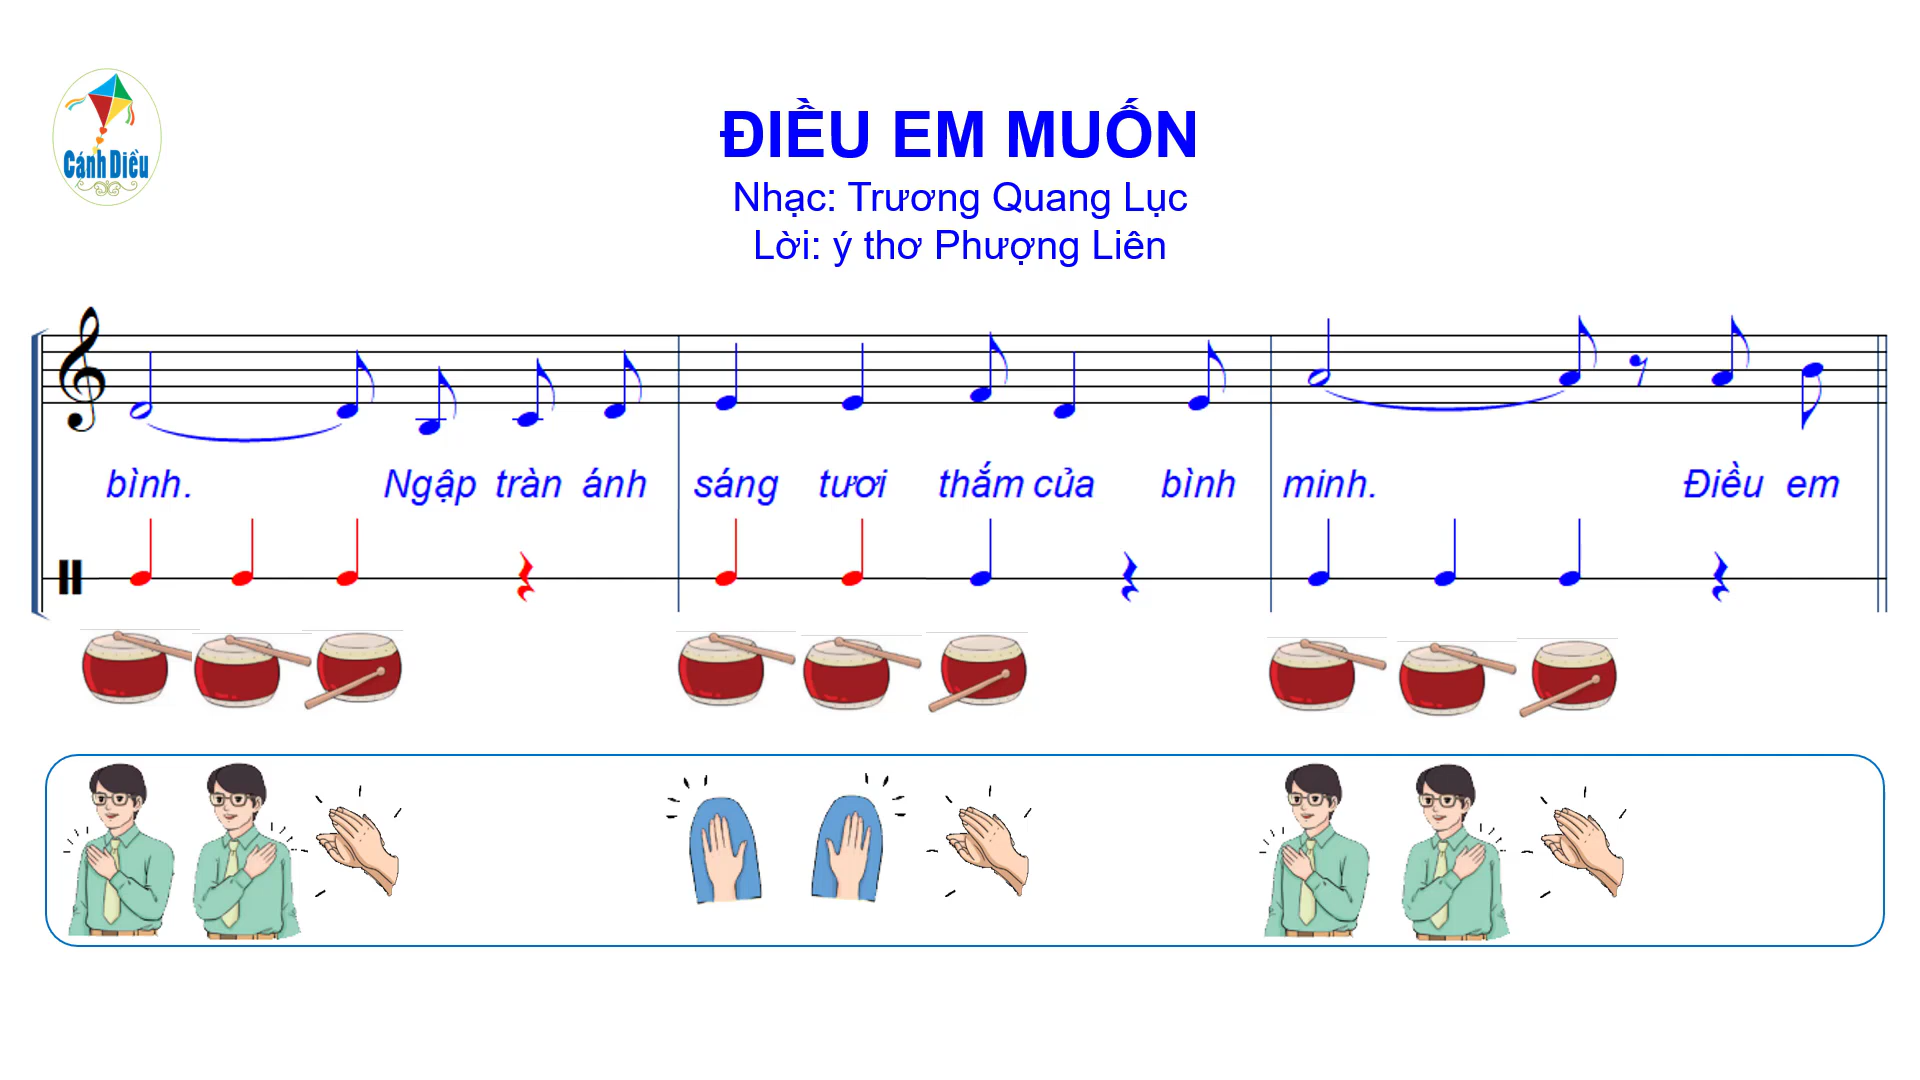 Cánh Diều
ĐIỀU EM MUỐN
Nhạc: Trương Quang Lục
Lời: ý thơ Phượng Liên
bình. Ngập tràn ánh sáng tươi thắm của bình minh. Điều em